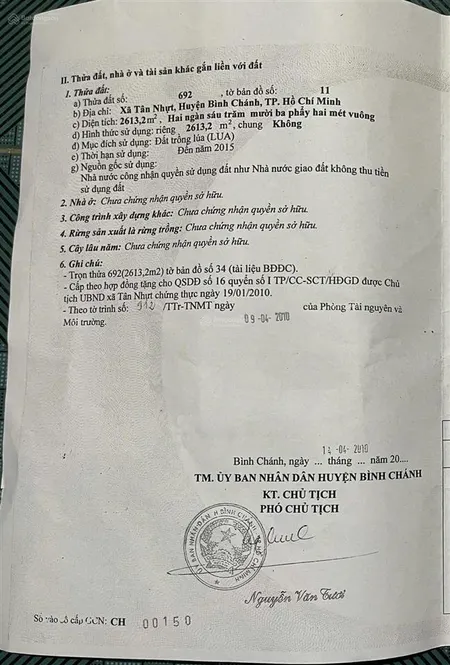 II. Thửa đất, nhà ở và tài sản khác gắn liền với đất
1. Thửa đất:
a) Thửa đất số: 692 , tờ bản đồ số: 11
b) Địa chỉ: Xã Tân Nhựt, Huyện Bình Chánh, TP. Hồ Chí Minh
c) Diện tích: 2613,2m², Hai ngàn sáu trăm mười ba phẩy hai mét vuông
d) Hình thức sử dụng: riêng 2613,2 m², chung Không
đ) Mục đích sử dụng: Đất trồng lúa (LUA)
e) Thời hạn sử dụng: Đến năm 2015
g) Nguồn gốc sử dụng:
Nhà nước công nhận quyền sử dụng đất như Nhà nước giao đất không thu tiền
sử dụng đất
2. Nhà ở: Chưa chứng nhận quyền sở hữu.
3. Công trình xây dựng khác: Chưa chứng nhận quyền sở hữu.
4. Rừng sản xuất là rừng trồng: Chưa chứng nhận quyền sở hữu.
5. Cây lâu năm: Chưa chứng nhận quyền sở hữu.
6. Ghi chú:
- Trọn thửa 692(2613,2m2) tờ bản đồ số 34 (tài liệu BĐĐC).
- Cấp theo hợp đồng tặng cho QSDĐ số 16 quyển số I TP/CC-SCT/HĐGD được Chủ
tịch UBND xã Tân Nhựt chứng thực ngày 19/01/2010.
- Theo tờ trình số: 912 /TTr-TNMT ngày 09-04-2010 của Phòng Tài nguyên và
Môi trường.
14-04-2010
Bình Chánh, ngày ... tháng ... năm 20....
TM. ỦY BAN NHÂN DÂN HUYỆN BÌNH CHÁNH
KT. CHỦ TỊCH
PHÓ CHỦ TỊCH
Nguyễn Văn Tươi
Số vào sổ cấp GCN: CH 00150